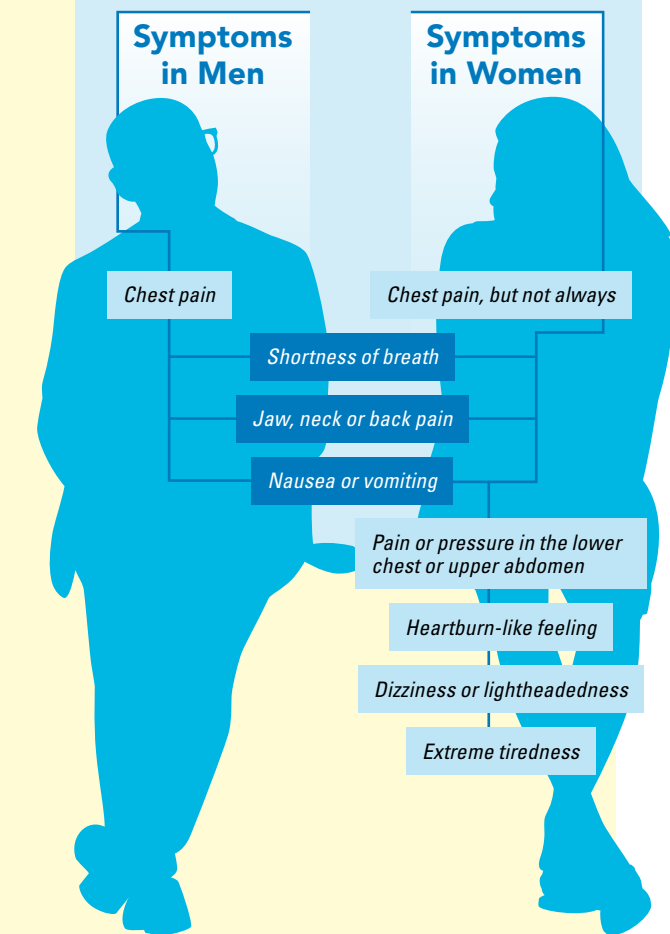 Symptoms
in Men
Symptoms
in Women
Chest pain
Chest pain, but not always
Shortness of breath
Jaw, neck or back pain
Nausea or vomiting
Pain or pressure in the lower
chest or upper abdomen
Heartburn-like feeling
Dizziness or lightheadedness
Extreme tiredness